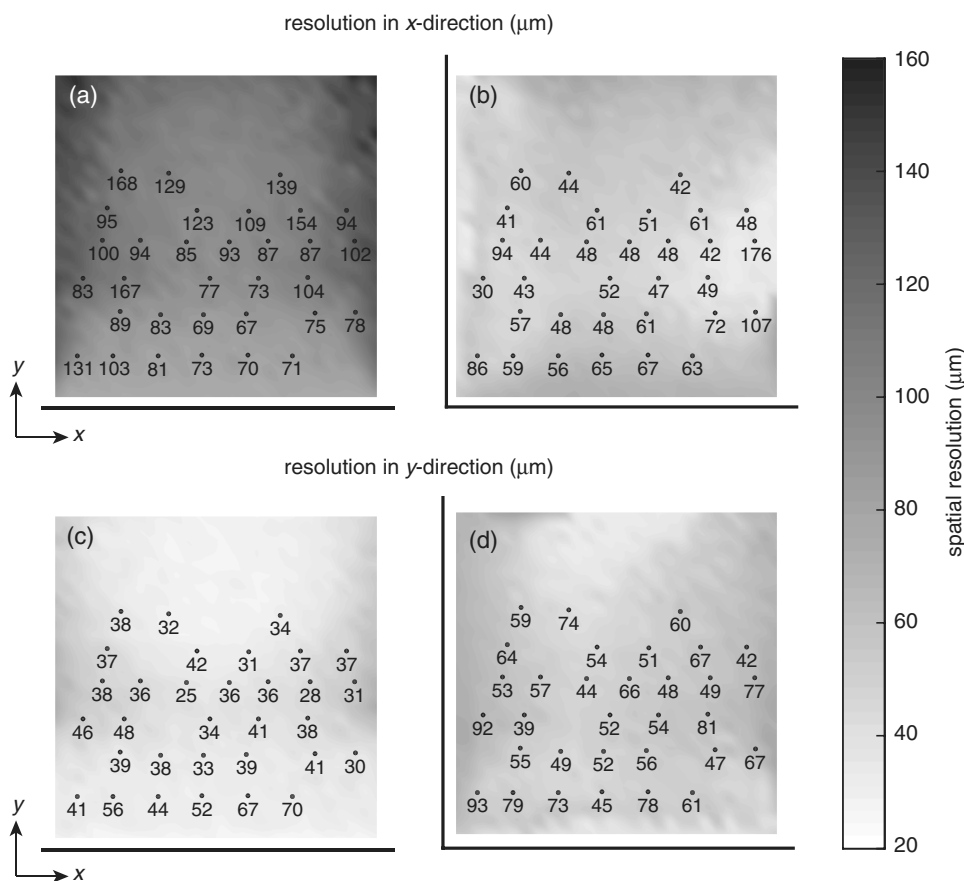 resolution in x-direction (μm)
(a)
168 129 139
95 123 109 154 94
100 94 85 93 87 87 102
83 167 77 73 104
89 83 69 67 75 78
131 103 81 73 70 71
y
x
(b)
60 44 42
41 61 51 61 48
94 44 48 48 48 42 176
30 43 52 47 49
57 48 48 61 72 107
86 59 56 65 67 63
resolution in y-direction (μm)
(c)
38 32 34
37 42 31 37 37
38 36 25 36 36 28 31
46 48 34 41 38
39 38 33 39 41 30
41 56 44 52 67 70
y
x
(d)
59 74 60
64 54 51 67 42
53 57 44 66 48 49 77
92 39 52 54 81
55 49 52 56 47 67
93 79 73 45 78 61
160
140
120
100
80
60
40
20
spatial resolution (μm)